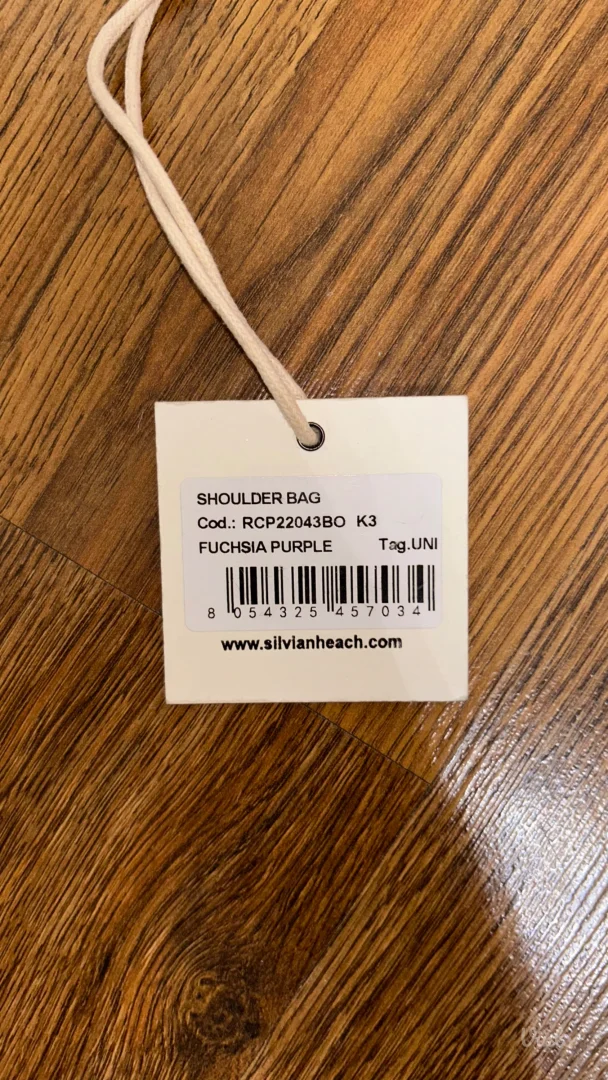 SHOULDER BAG
Cod.: RCP22043BO K3
FUCHSIA PURPLE Tag.UNI
8 054325 457034
www.silvianheach.com